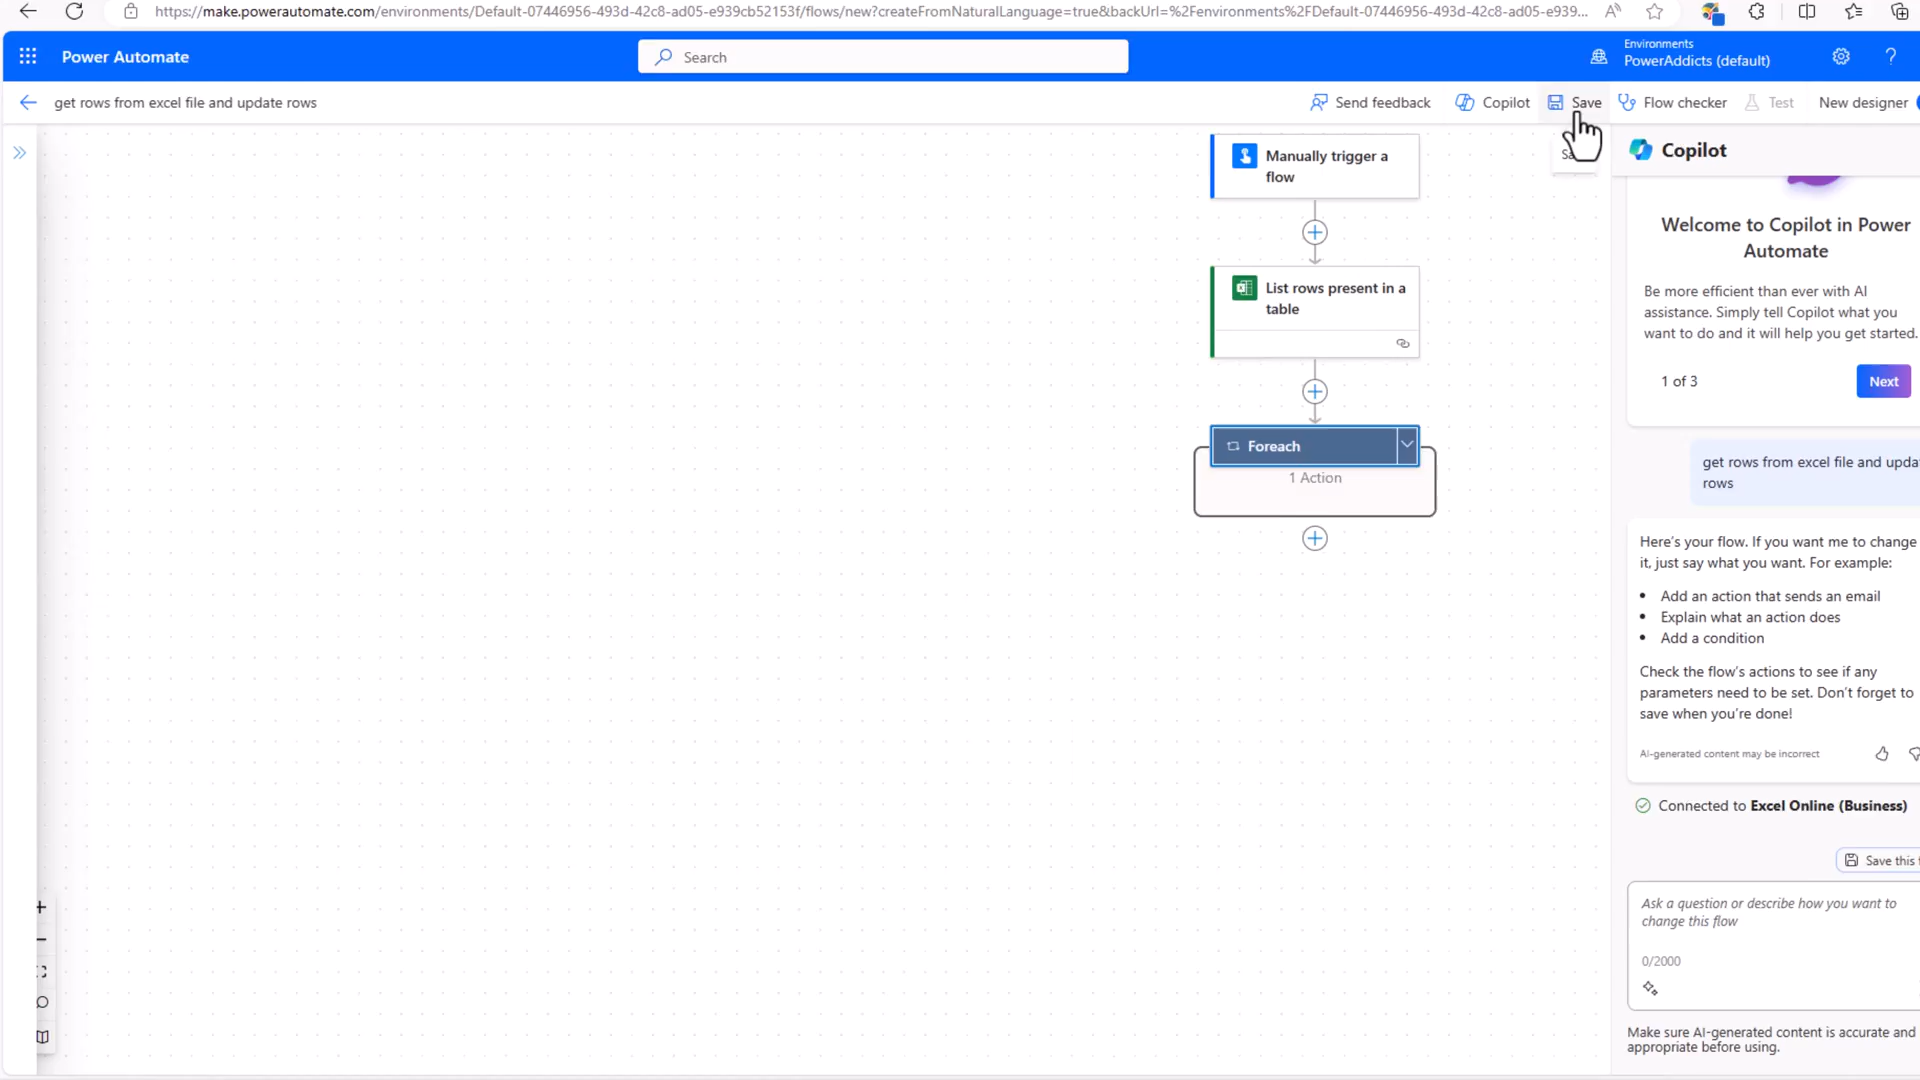 https://make.powerautomate.com/environments/Default-07446956-493d-42c8-ad05-e939cb52153f/flows/new?createFromNaturalLanguage=true&backUrl=%2Fenvironments%2FDefault-07446956-493d-42c8-ad05-e939...
Power Automate
Search
Environments
PowerAddicts (default)
get rows from excel file and update rows
Send feedback
Copilot
Save
Flow checker
Test
New designer
Manually trigger a
flow
List rows present in a
table
Foreach
1 Action
Copilot
Welcome to Copilot in Power
Automate
Be more efficient than ever with AI
assistance. Simply tell Copilot what you
want to do and it will help you get started.
1 of 3
Next
get rows from excel file and upda
rows
Here's your flow. If you want me to change
it, just say what you want. For example:
• Add an action that sends an email
• Explain what an action does
• Add a condition
Check the flow's actions to see if any
parameters need to be set. Don't forget to
save when you're done!
AI-generated content may be incorrect
Connected to Excel Online (Business)
Save this
Ask a question or describe how you want to
change this flow
0/2000
Make sure AI-generated content is accurate and
appropriate before using.